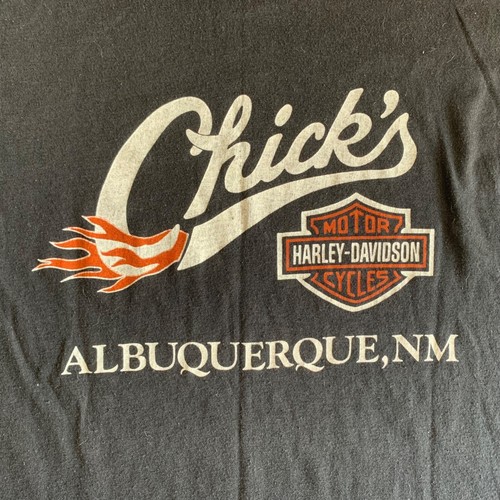 Chick's
MOTOR
HARLEY-DAVIDSON
CYCLES
ALBUQUERQUE, NM